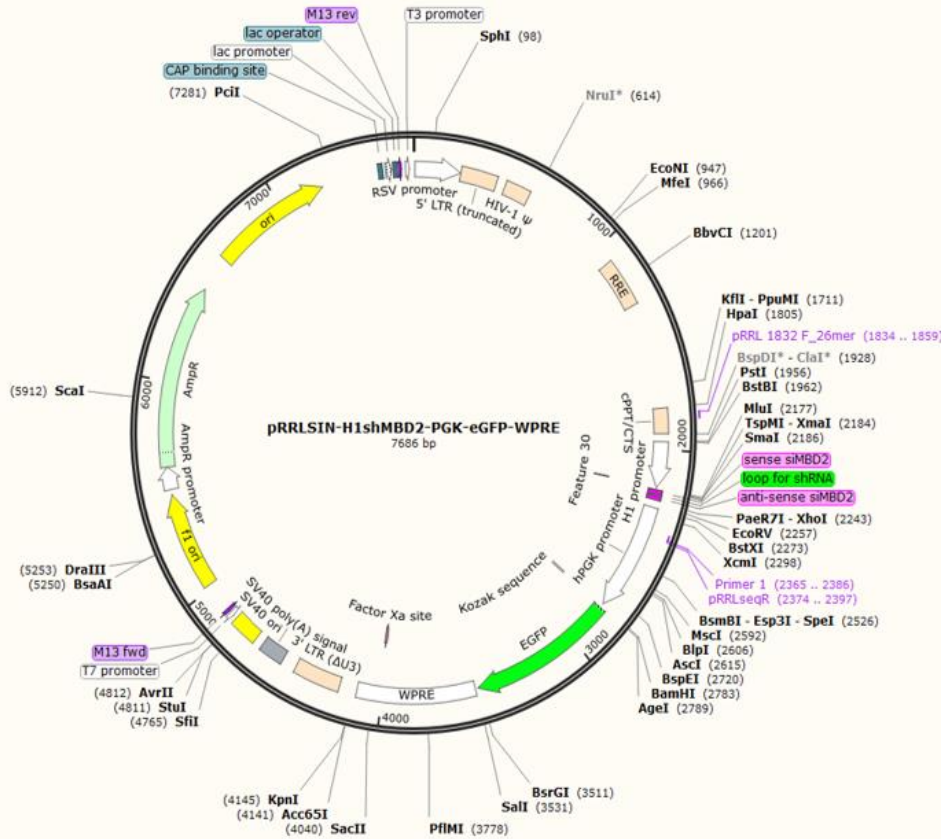 M13 rev
T3 promoter
lac operator
SphI (98)
lac promoter
CAP binding site
(7281) PciI
NruI* (614)
EcoNI (947)
MfeI (966)
BbvCI (1201)
KflI - PpuMI (1711)
HpaI (1805)
pRRL 1832 F_26mer (1834 .. 1859)
BspDI* - ClaI* (1928)
PstI (1956)
BstBI (1962)
MluI (2177)
TspMI - XmaI (2184)
SmaI (2186)
sense siMBD2
loop for shRNA
anti-sense siMBD2
PaeR7I - XhoI (2243)
EcoRV (2257)
BstXI (2273)
XcmI (2298)
Primer 1 (2365 .. 2386)
pRRLseqR (2374 .. 2397)
BsmBI - Esp3I - SpeI (2526)
MscI (2592)
BlpI (2606)
AscI (2615)
BspEI (2720)
BamHI (2783)
AgeI (2789)
BsrGI (3511)
SalI (3531)
PflMI (3778)
(4145) KpnI
(4141) Acc65I
(4040) SacII
(4812) AvrII
(4811) StuI
(4765) SfiI
M13 fwd
T7 promoter
(5253) DraIII
(5250) BsaAI
(5912) ScaI
RSV promoter
5' LTR (truncated)
HIV-1 Ψ
RRE
cPPT/CTS
H1 promoter
hPGK promoter
Feature 30
Kozak sequence
EGFP
WPRE
Factor Xa site
3' LTR (ΔU3)
SV40 poly(A) signal
SV40 ori
f1 ori
AmpR promoter
AmpR
ori
1000
2000
3000
4000
5000
6000
7000
pRRLSIN-H1shMBD2-PGK-eGFP-WPRE
7686 bp